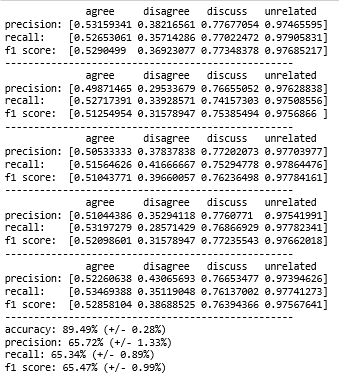 agree disagree discuss unrelated
precision: [0.53159341 0.38216561 0.77677054 0.97465595]
recall: [0.52653061 0.35714286 0.77022472 0.97905831]
f1 score: [0.5290499 0.36923077 0.77348378 0.97685217]
------------------------------------------------
agree disagree discuss unrelated
precision: [0.49871465 0.29533679 0.76655052 0.97628838]
recall: [0.52717391 0.33928571 0.74157303 0.97508556]
f1 score: [0.51254954 0.31578947 0.75385494 0.9756866 ]
------------------------------------------------
agree disagree discuss unrelated
precision: [0.50533333 0.37837838 0.77202073 0.97703977]
recall: [0.51564626 0.41666667 0.75294778 0.97864476]
f1 score: [0.51043771 0.39660057 0.76236498 0.97784161]
------------------------------------------------
agree disagree discuss unrelated
precision: [0.51044386 0.35294118 0.7760771 0.97541991]
recall: [0.53197279 0.28571429 0.76866929 0.97782341]
f1 score: [0.52098601 0.31578947 0.77235543 0.97662018]
------------------------------------------------
agree disagree discuss unrelated
precision: [0.52260638 0.43065693 0.76653477 0.97394626]
recall: [0.53469388 0.35119048 0.76137002 0.97741273]
f1 score: [0.52858104 0.38688525 0.76394366 0.97567641]
------------------------------------------------
accuracy: 89.49% (+/- 0.28%)
precision: 65.72% (+/- 1.33%)
recall: 65.34% (+/- 0.89%)
f1 score: 65.47% (+/- 0.99%)